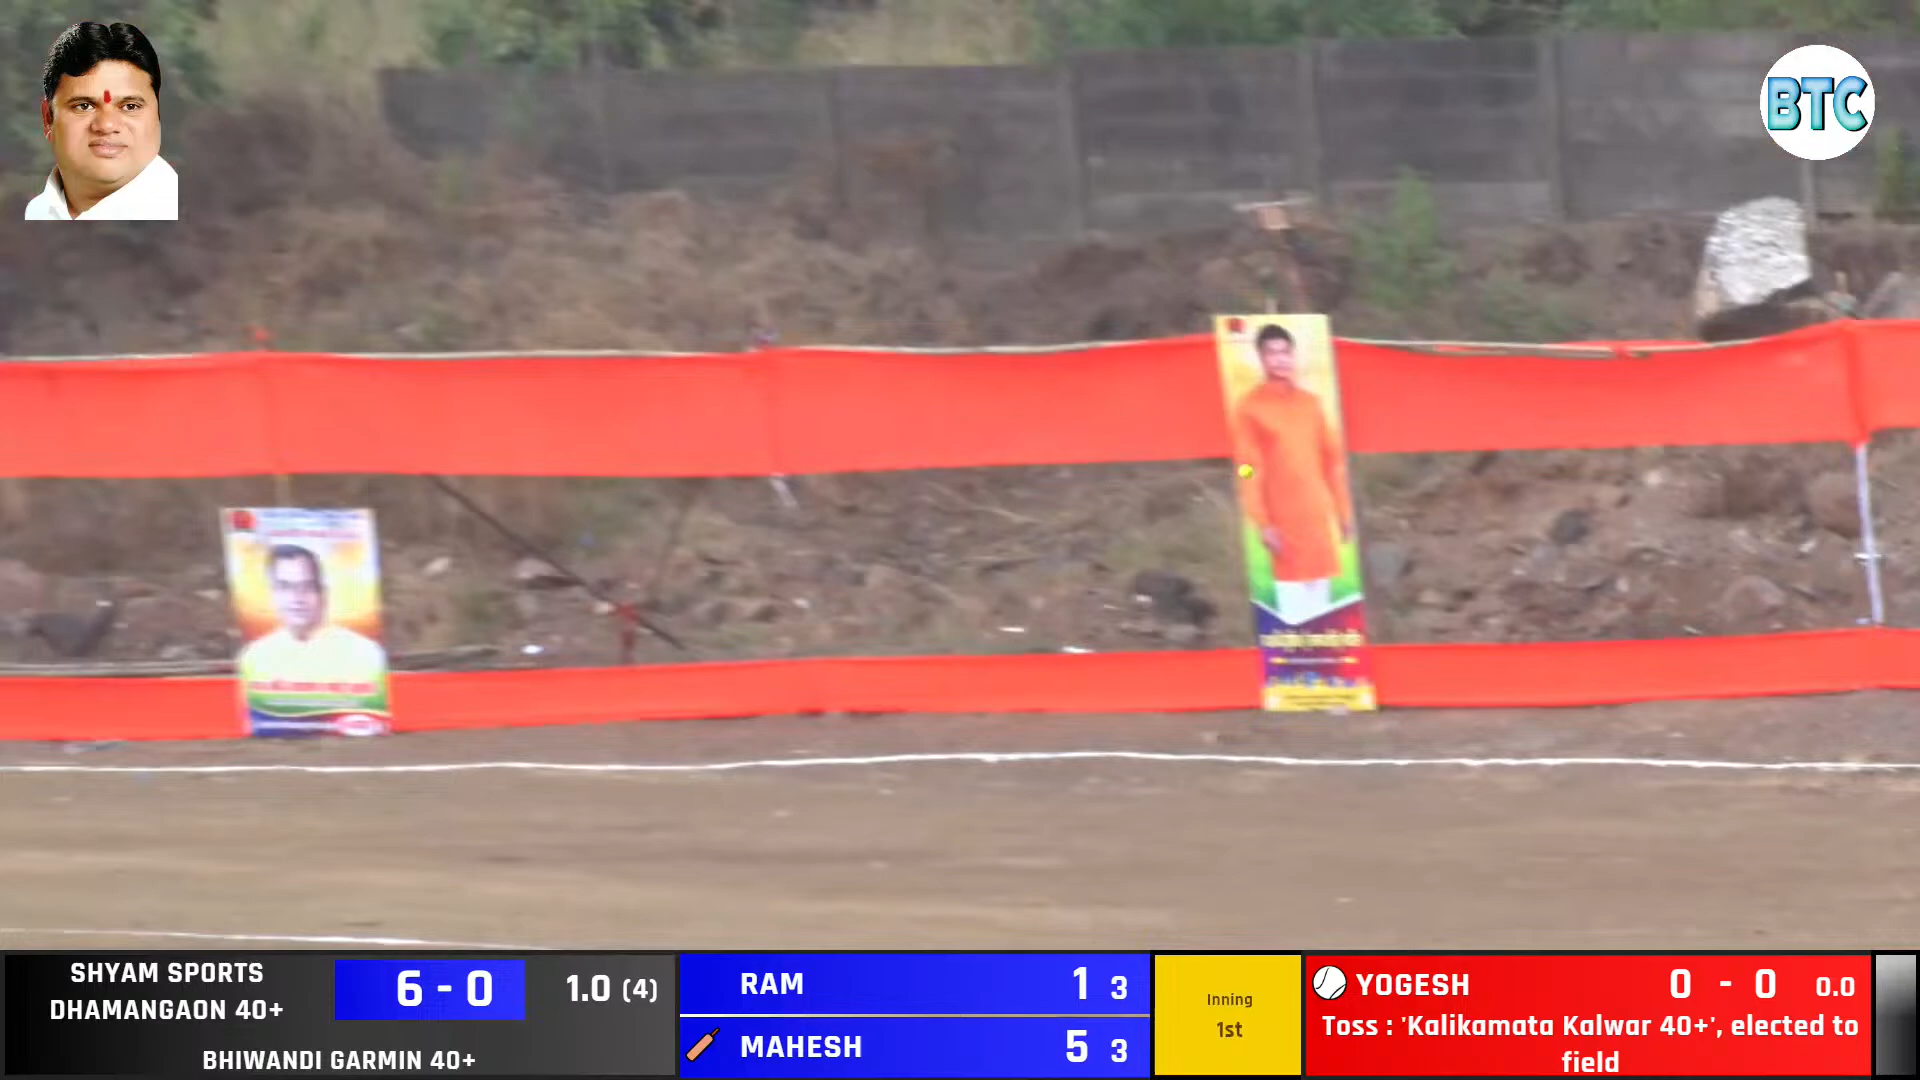 BTC
SHYAM SPORTS
DHAMANGAON 40+
6 - 0
1.0 (4)
BHIWANDI GARMIN 40+
RAM 1 3
MAHESH 5 3
Inning
1st
YOGESH 0 - 0 0.0
Toss : 'Kalikamata Kalwar 40+', elected to
field